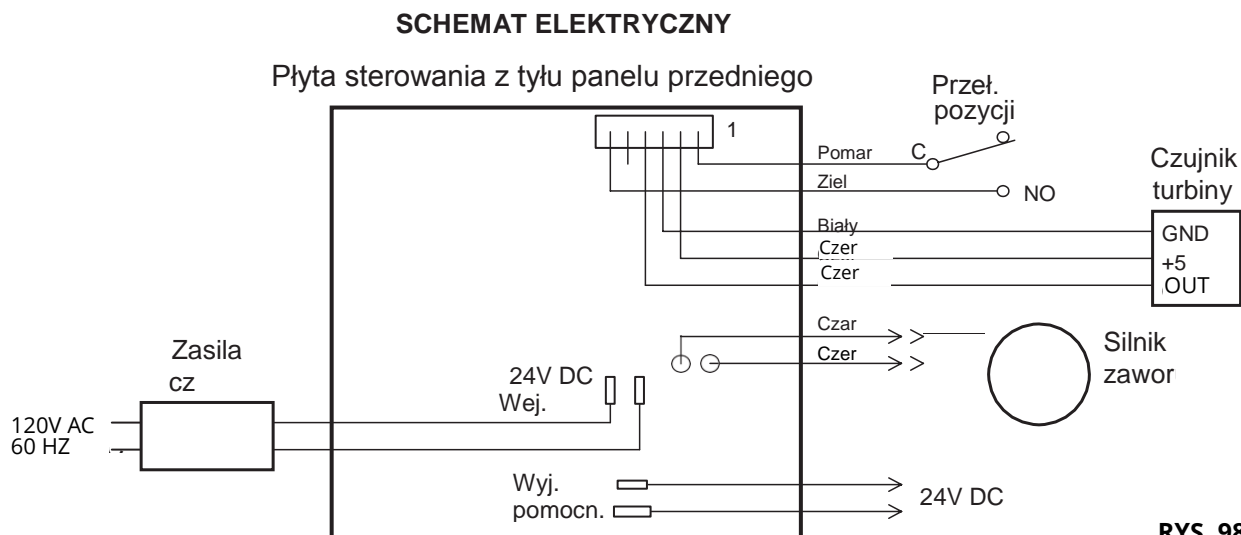 SCHEMAT ELEKTRYCZNY
Płyta sterowania z tyłu panelu przedniego
1
Przeł.
pozycji
Pomar
C
Ziel
NO
Czujnik
turbiny
Biały
GND
Czer
+5
Czer
OUT
Czar
Czer
Silnik
zawor
Zasila
cz
24V DC
Wej.
120V AC
60 HZ
Wyj.
pomocn.
24V DC
RYS. 98